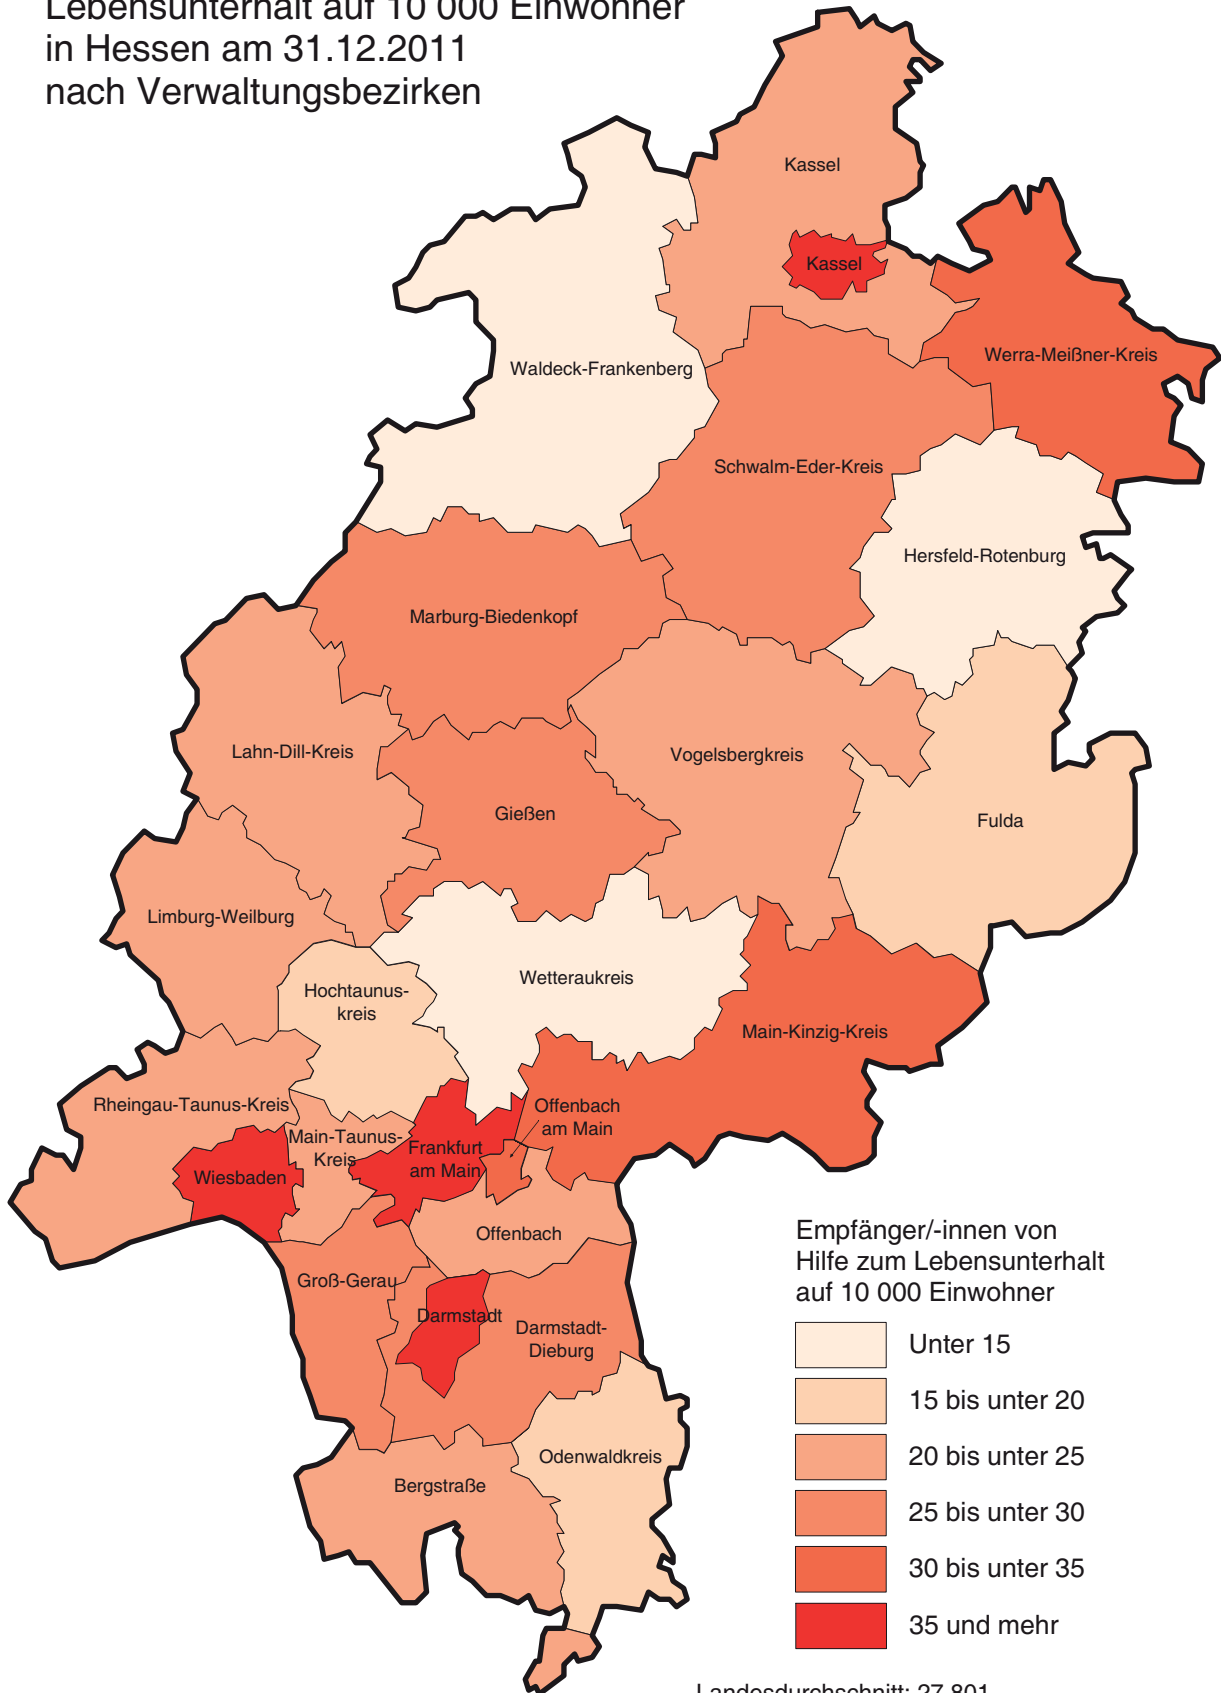 Lebensunterhalt auf 10 000 Einwohner
in Hessen am 31.12.2011
nach Verwaltungsbezirken
Kassel
Kassel
Werra-Meißner-Kreis
Waldeck-Frankenberg
Schwalm-Eder-Kreis
Hersfeld-Rotenburg
Marburg-Biedenkopf
Lahn-Dill-Kreis
Vogelsbergkreis
Gießen
Fulda
Limburg-Weilburg
Wetteraukreis
Hochtaunus-
kreis
Main-Kinzig-Kreis
Rheingau-Taunus-Kreis
Offenbach
am Main
Main-Taunus-
Kreis
Frankfurt
am Main
Wiesbaden
Offenbach
Groß-Gerau
Darmstadt
Darmstadt-
Dieburg
Odenwaldkreis
Bergstraße
Empfänger/-innen von
Hilfe zum Lebensunterhalt
auf 10 000 Einwohner
Unter 15
15 bis unter 20
20 bis unter 25
25 bis unter 30
30 bis unter 35
35 und mehr
Landesdurchschnitt: 27,801